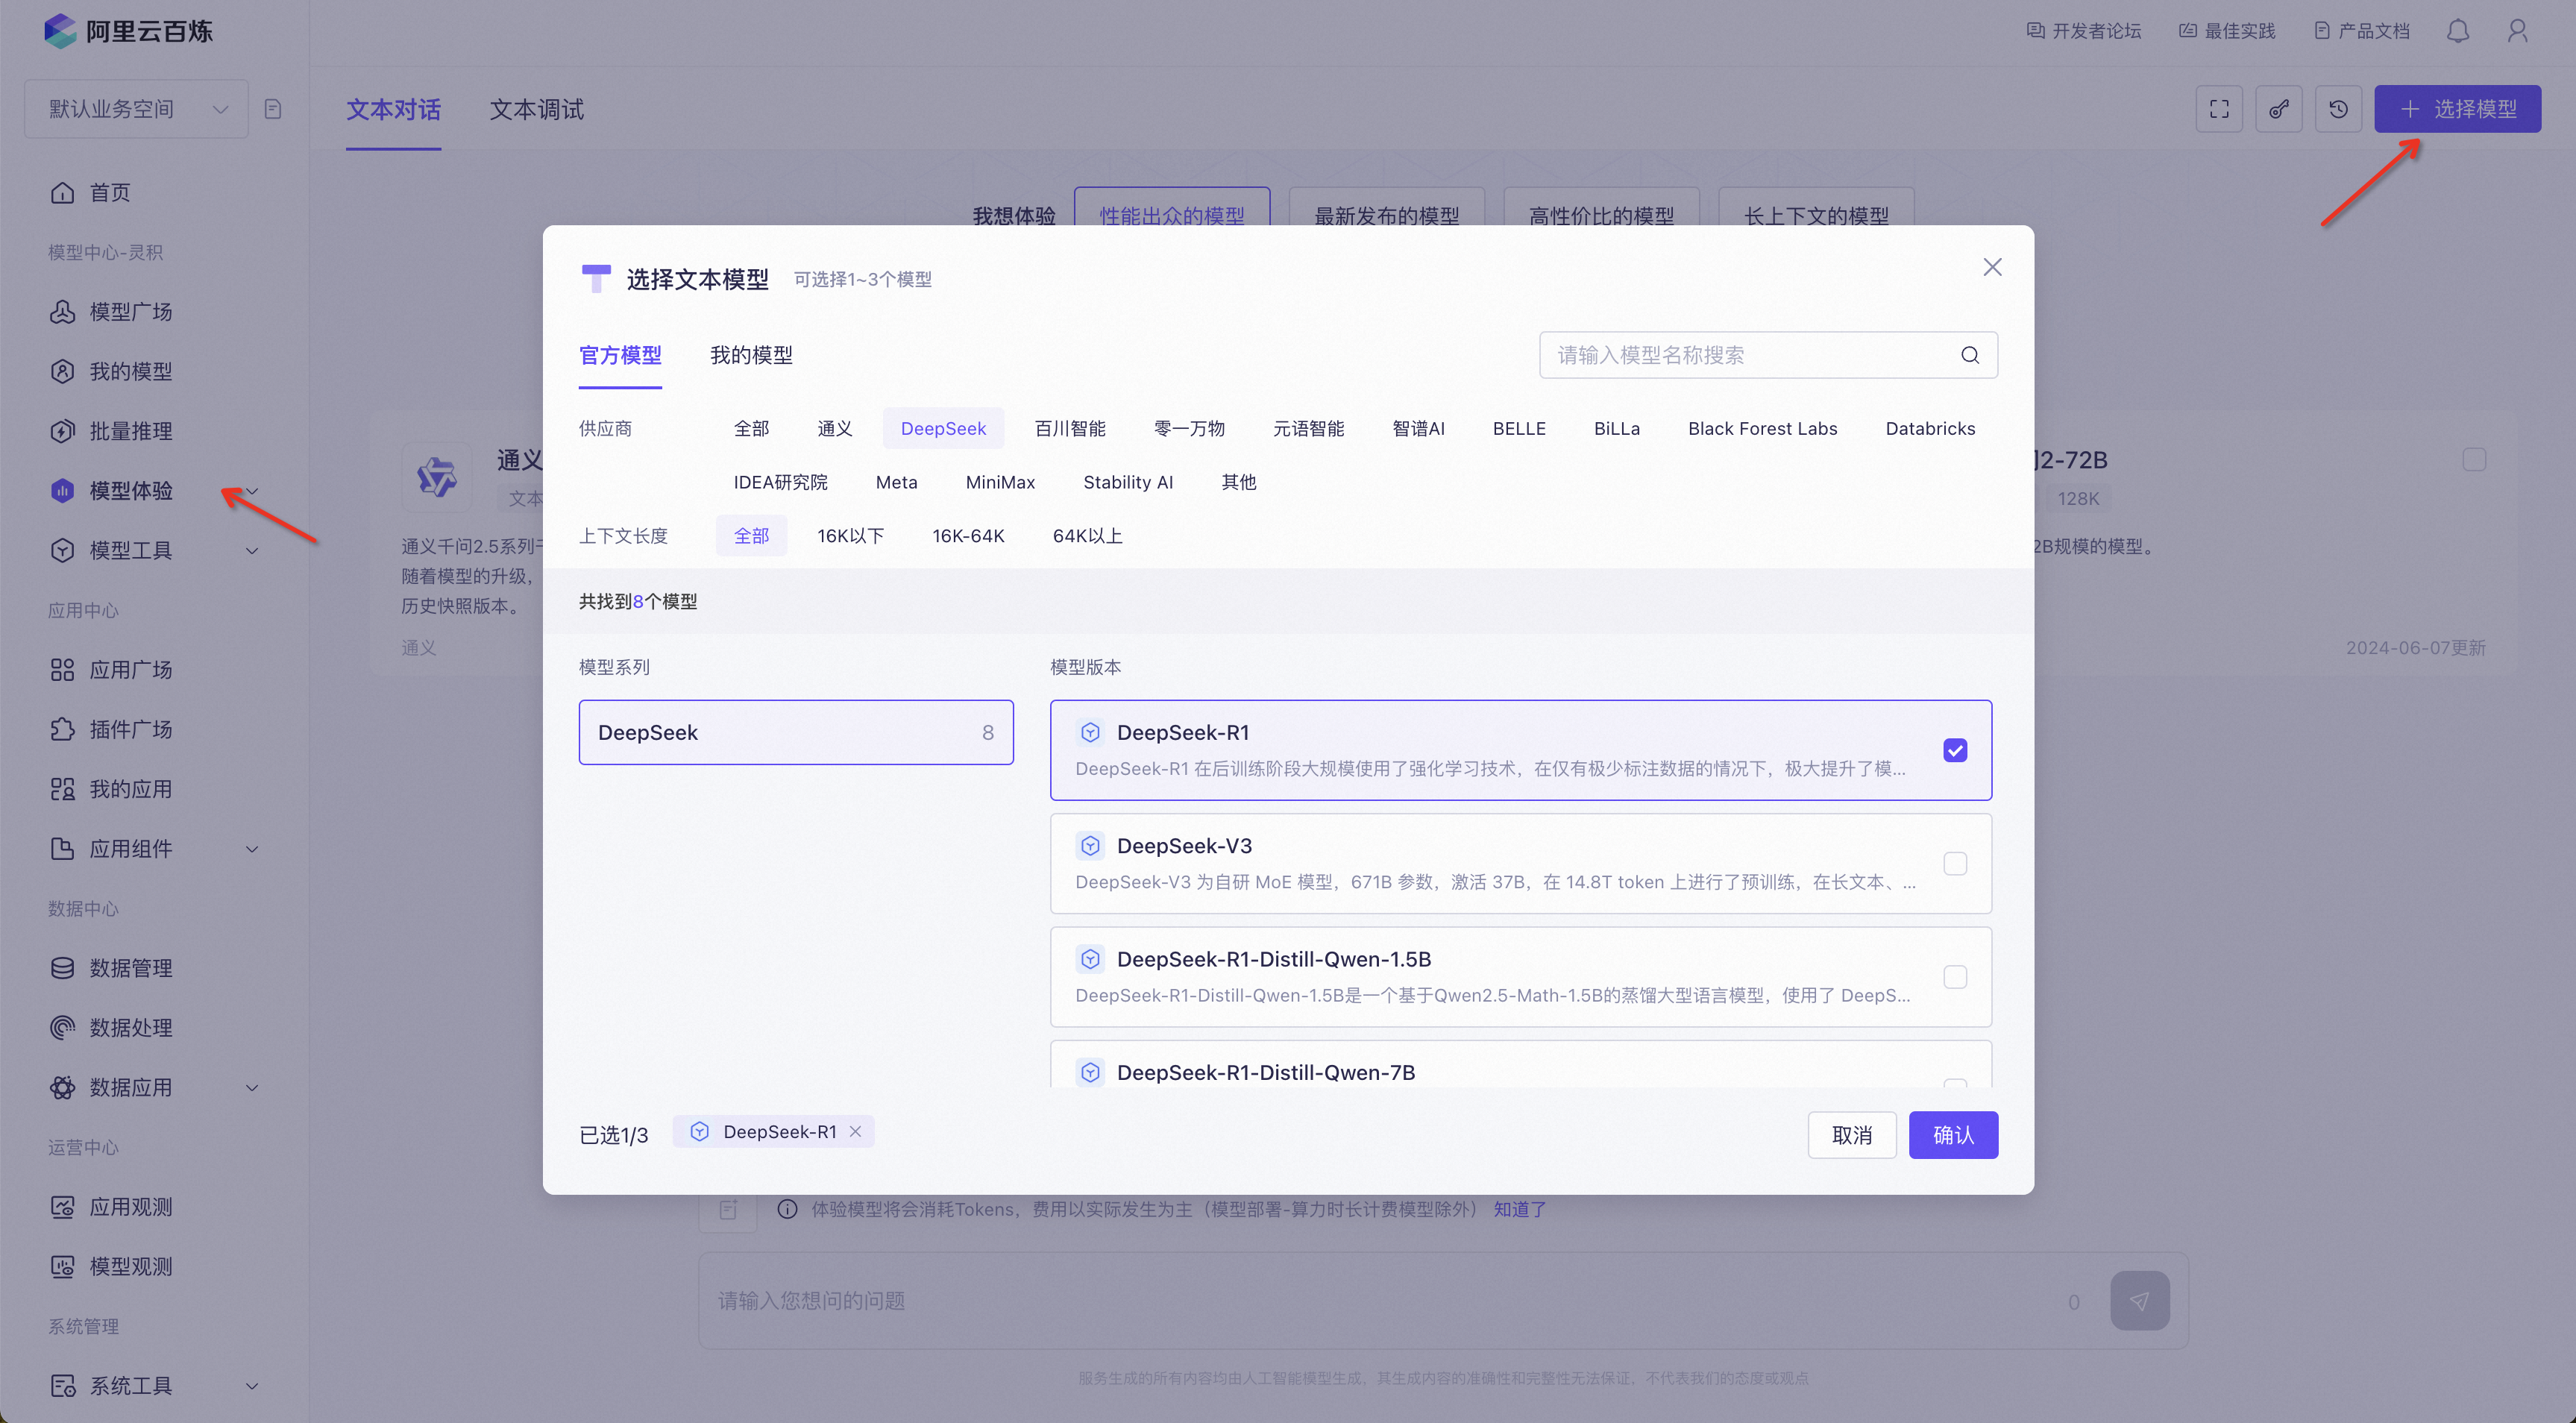 阿里云百炼
开发者论坛
最佳实践
产品文档
默认业务空间
文本对话
文本调试
选择模型
首页
模型中心-灵积
模型广场
我的模型
批量推理
模型体验
模型工具
应用中心
应用广场
插件广场
我的应用
应用组件
数据中心
数据管理
数据处理
数据应用
运营中心
应用观测
模型观测
系统管理
系统工具
我想体验
性能出众的模型
最新发布的模型
高性价比的模型
长上下文的模型
通义
文本
通义千问2.5系列
随着模型的升级，
历史快照版本。
通义
2-72B
128K
2B规模的模型。
2024-06-07更新
选择文本模型 可选择1~3个模型
官方模型 我的模型
请输入模型名称搜索
供应商 全部 通义 DeepSeek 百川智能 零一万物 元语智能 智谱AI BELLE BiLLa Black Forest Labs Databricks
IDEA研究院 Meta MiniMax Stability AI 其他
上下文长度 全部 16K以下 16K-64K 64K以上
共找到8个模型
模型系列
DeepSeek 8
模型版本
DeepSeek-R1
DeepSeek-R1 在后训练阶段大规模使用了强化学习技术，在仅有极少标注数据的情况下，极大提升了模...
DeepSeek-V3
DeepSeek-V3 为自研 MoE 模型，671B 参数，激活 37B，在 14.8T token 上进行了预训练，在长文本、...
DeepSeek-R1-Distill-Qwen-1.5B
DeepSeek-R1-Distill-Qwen-1.5B是一个基于Qwen2.5-Math-1.5B的蒸馏大型语言模型，使用了 DeepS...
DeepSeek-R1-Distill-Qwen-7B
已选1/3 DeepSeek-R1
取消 确认
体验模型将会消耗Tokens，费用以实际发生为主（模型部署-算力时长计费模型除外） 知道了
请输入您想问的问题
0
服务生成的所有内容均由人工智能模型生成，其生成内容的准确性和完整性无法保证，不代表我们的态度或观点